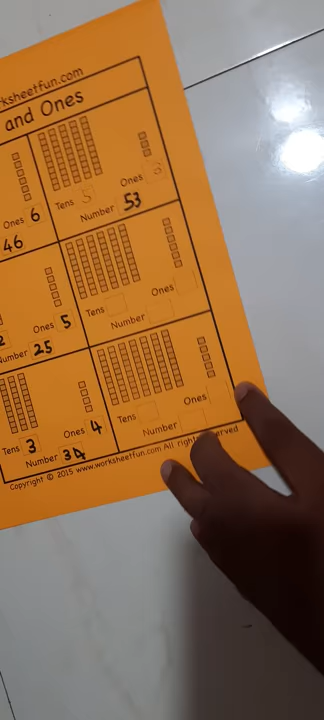 ksheetfun.com
and Ones
Ones 6
46
Tens 5 Ones 3
Number 53
2 Ones 5
Number 25
Tens Ones
Number
Tens 3 Ones 4
Number 34
Tens Ones
Number
Copyright © 2015 www.worksheetfun.com All rights reserved